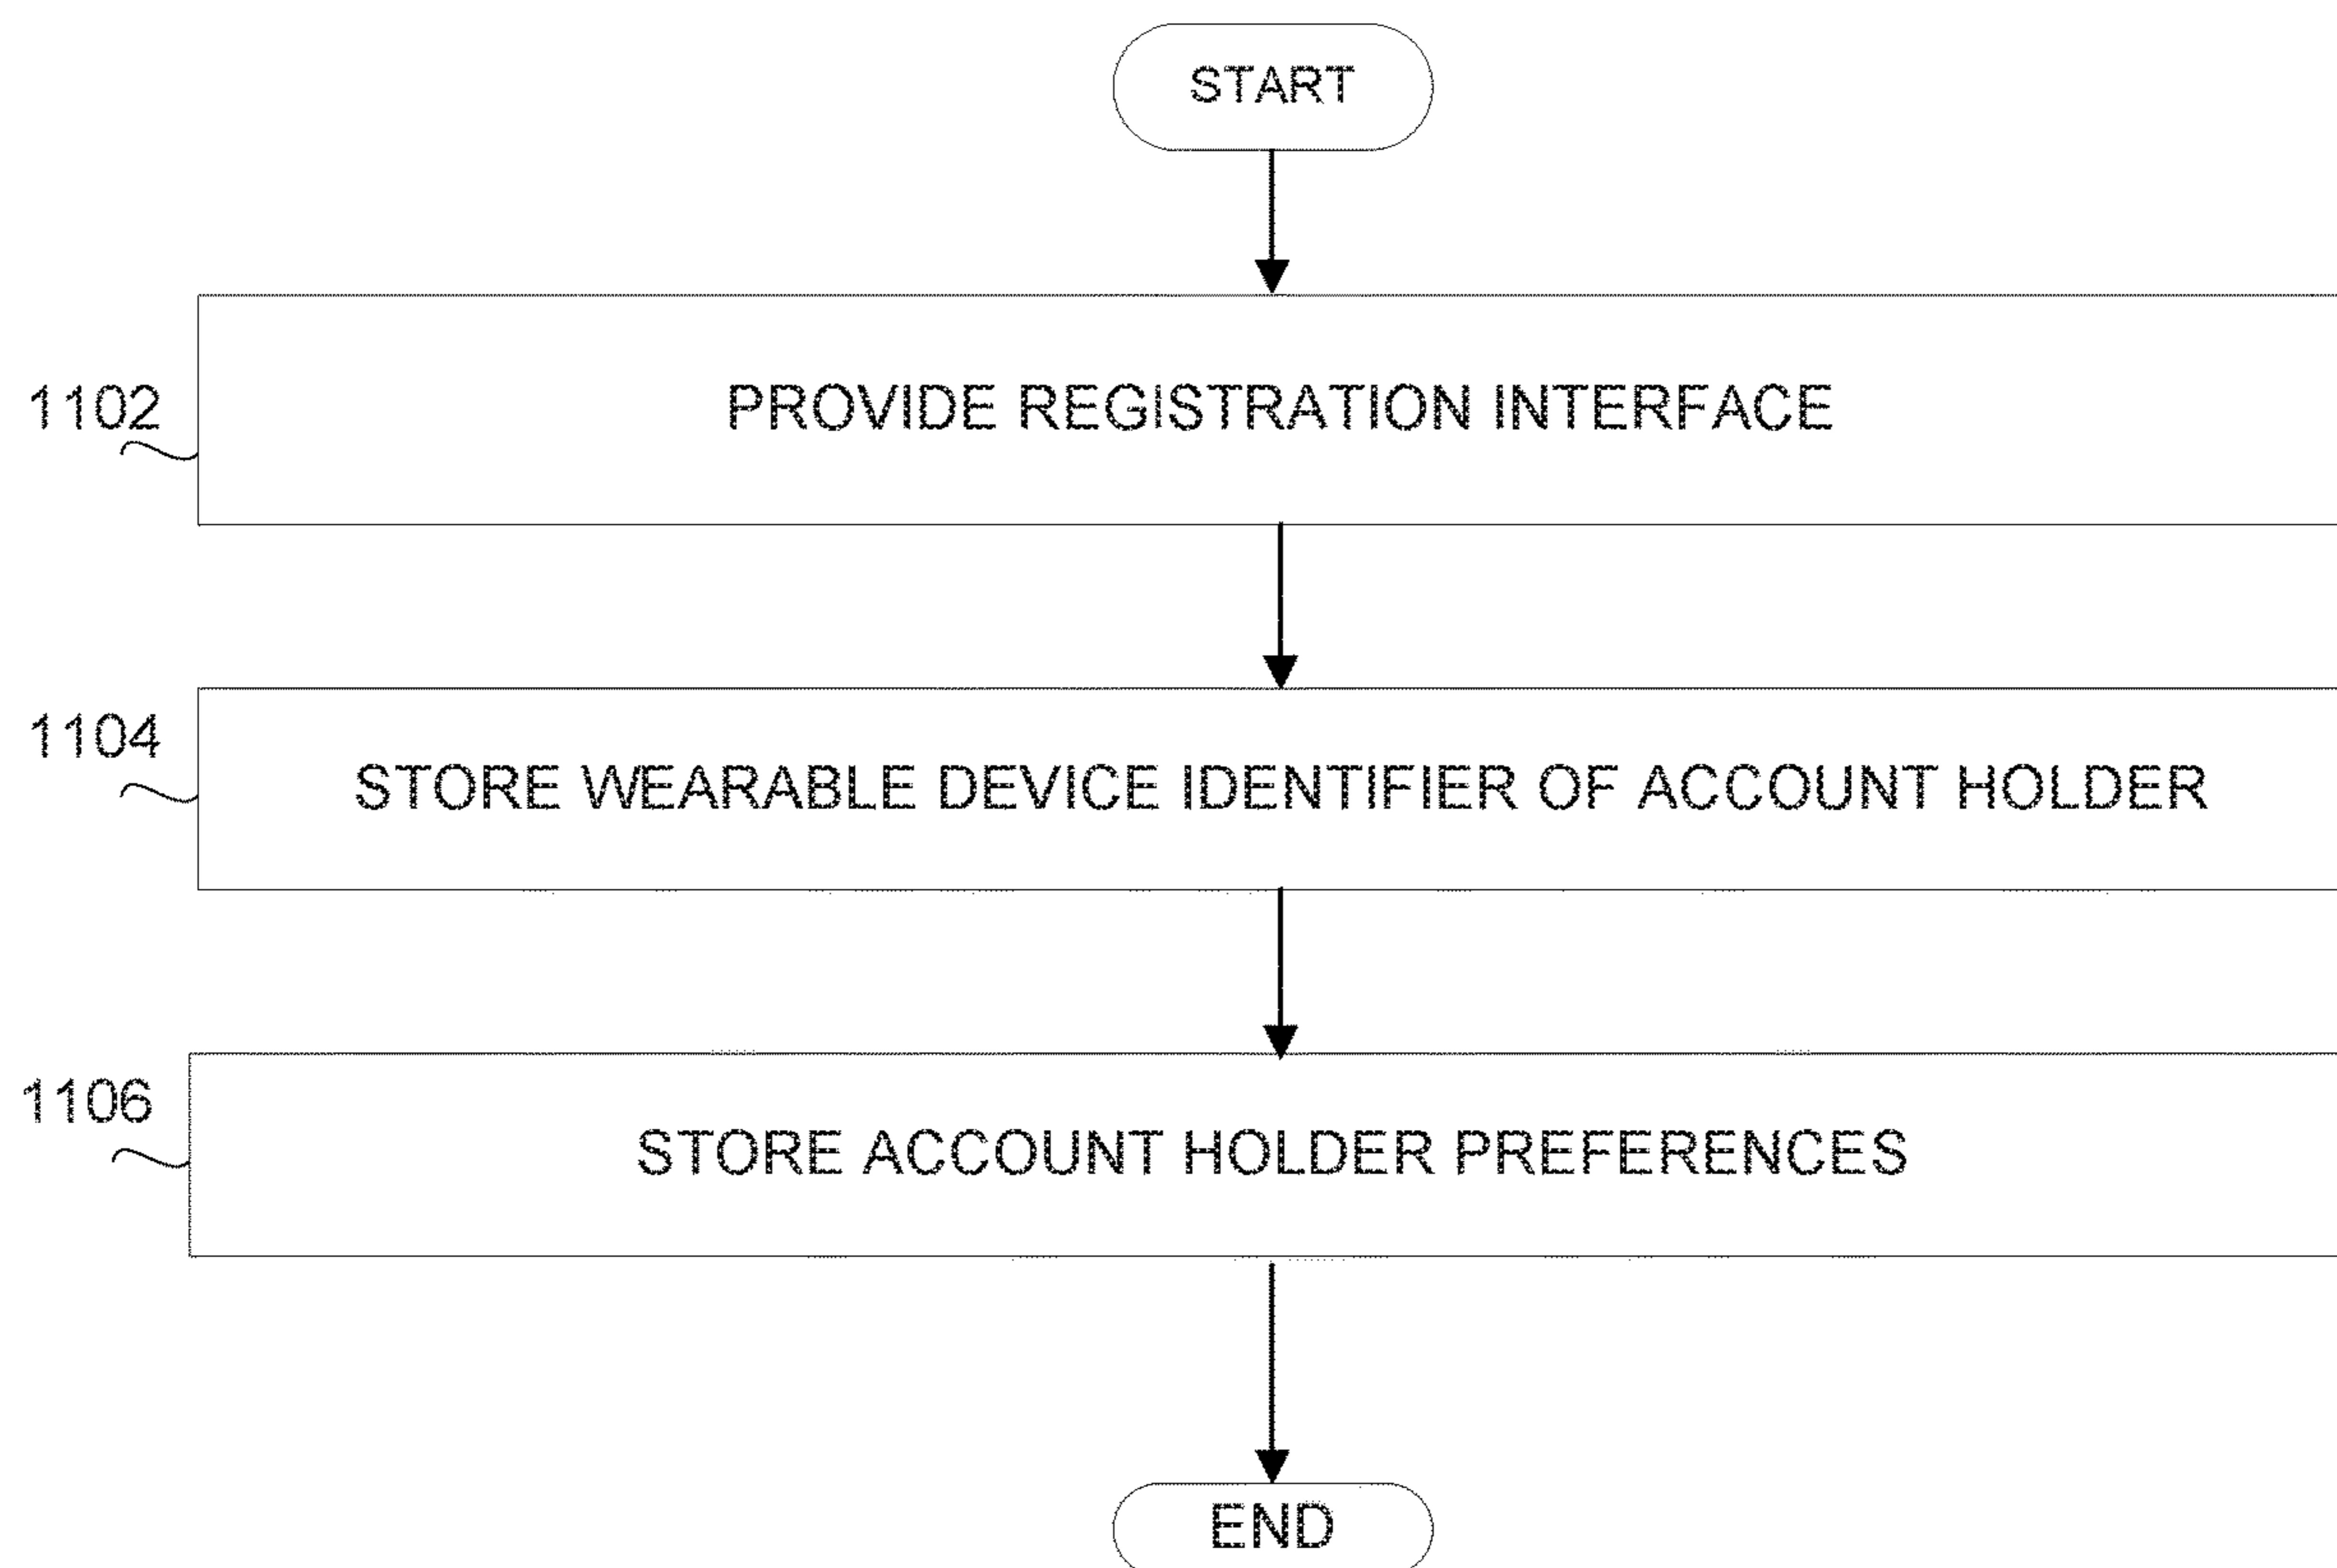 START
1102
PROVIDE REGISTRATION INTERFACE
1104
STORE WEARABLE DEVICE IDENTIFIER OF ACCOUNT HOLDER
1106
STORE ACCOUNT HOLDER PREFERENCES
END